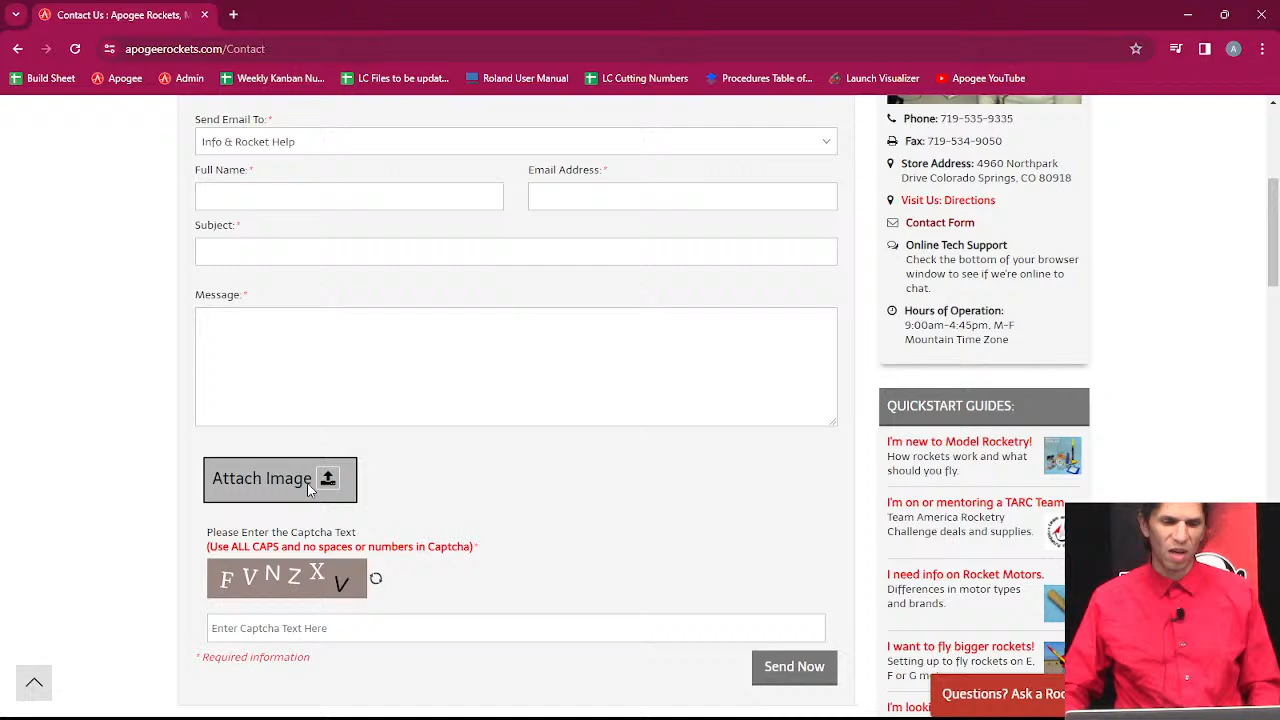 Contact Us : Apogee Rockets, M
apogeerockets.com/Contact
Build Sheet
Apogee
Admin
Weekly Kanban Nu...
LC Files to be updat...
Roland User Manual
LC Cutting Numbers
Procedures Table of...
Launch Visualizer
Apogee YouTube
A
Send Email To:*
Info & Rocket Help
Full Name:*
Email Address:*
Subject:*
Message:*
Attach Image
Please Enter the Captcha Text
(Use ALL CAPS and no spaces or numbers in Captcha)*
F V N Z X V
Enter Captcha Text Here
* Required information
Send Now
Phone: 719-535-9335
Fax: 719-534-9050
Store Address: 4960 Northpark
Drive Colorado Springs, CO 80918
Visit Us: Directions
Contact Form
Online Tech Support
Check the bottom of your browser
window to see if we're online to
chat.
Hours of Operation:
9:00am-4:45pm, M-F
Mountain Time Zone
QUICKSTART GUIDES:
I'm new to Model Rocketry!
How rockets work and what
should you fly.
I'm on or mentoring a TARC Team
Team America Rocketry
Challenge deals and supplies.
I need info on Rocket Motors.
Differences in motor types
and brands.
I want to fly bigger rockets!
Setting up to fly rockets on E,
F or G m
I'm looki
Questions? Ask a Roc